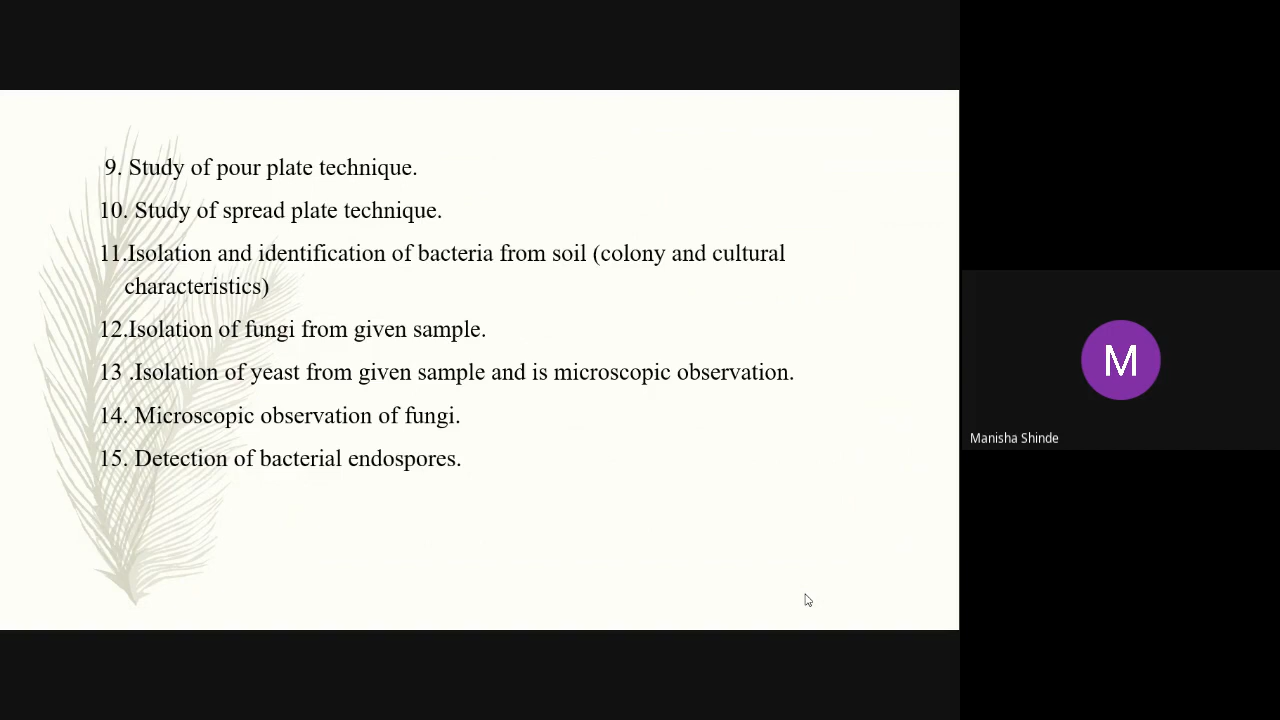 9. Study of pour plate technique.
10. Study of spread plate technique.
11.Isolation and identification of bacteria from soil (colony and cultural
characteristics)
12.Isolation of fungi from given sample.
13 .Isolation of yeast from given sample and is microscopic observation.
14. Microscopic observation of fungi.
15. Detection of bacterial endospores.
M
Manisha Shinde